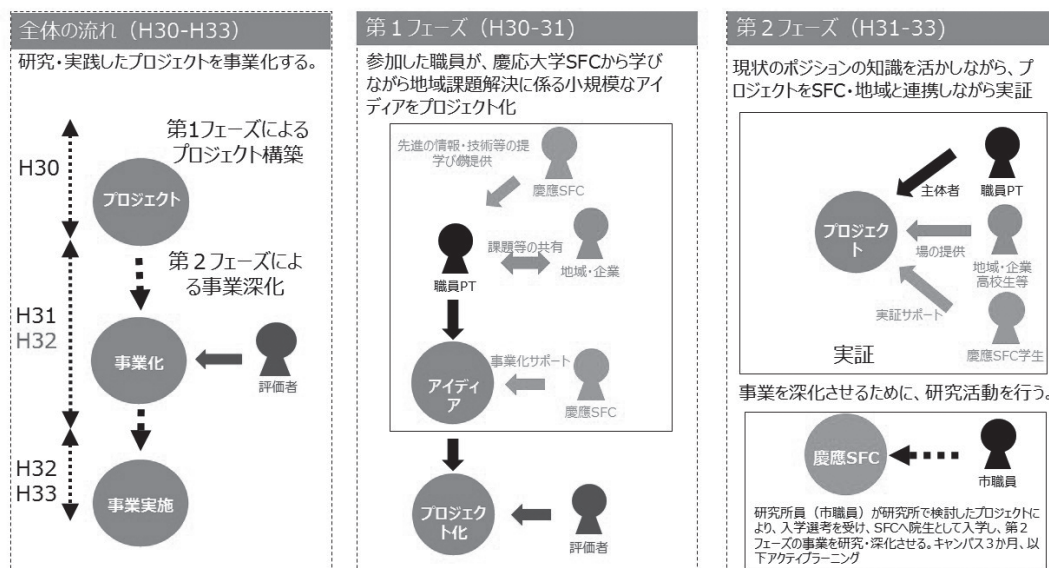 全体の流れ（H30-H33）
研究・実践したプロジェクトを事業化する。
H30
第1フェーズによる
プロジェクト構築
プロジェクト
第２フェーズによ
る事業深化
H31
H32
事業化
評価者
H32
H33
事業実施
第１フェーズ（H30-31）
参加した職員が、慶応大学SFCから学び
ながら地域課題解決に係る小規模なアイ
ディアをプロジェクト化
先進の情報・技術等の提
学びの提供
慶應SFC
課題等の共有
地域・企業
職員PT
事業化サポート
アイディ
ア
慶應SFC
プロジェク
ト化
評価者
第２フェーズ（H31-33）
現状のポジションの知識を活かしながら、プ
ロジェクトをSFC・地域と連携しながら実証
主体者
職員PT
プロジェク
ト
場の提供
地域・企業
高校生等
実証サポート
実証
慶應SFC学生
事業を深化させるために、研究活動を行う。
慶應SFC
市職員
研究所員（市職員）が研究所で検討したプロジェクトに
より、入学選考を受け、SFCへ院生として入学し、第２
フェーズの事業を研究・深化させる。キャンパス３か月、以
下アクティブラーニング